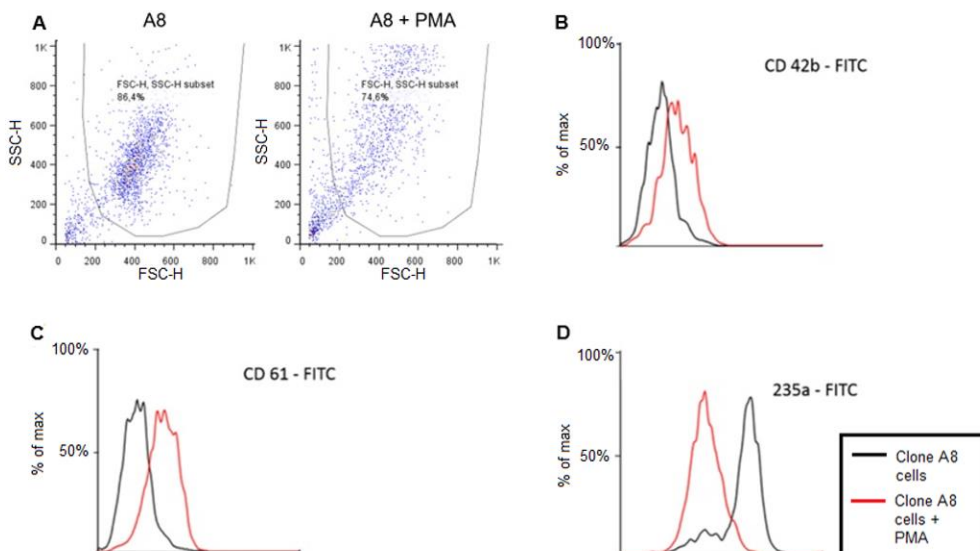 A
A8
A8 + PMA
1K
800
600
400
200
0
SSC-H
FSC-H, SSC-H subset
86,4%
0 200 400 600 800 1K
FSC-H
1K
800
600
400
200
0
SSC-H
FSC-H, SSC-H subset
74,6%
0 200 400 600 800 1K
FSC-H
B
100%
50%
% of max
CD 42b - FITC
C
100%
50%
% of max
CD 61 - FITC
D
100%
50%
% of max
235a - FITC
Clone A8
cells
Clone A8
cells +
PMA